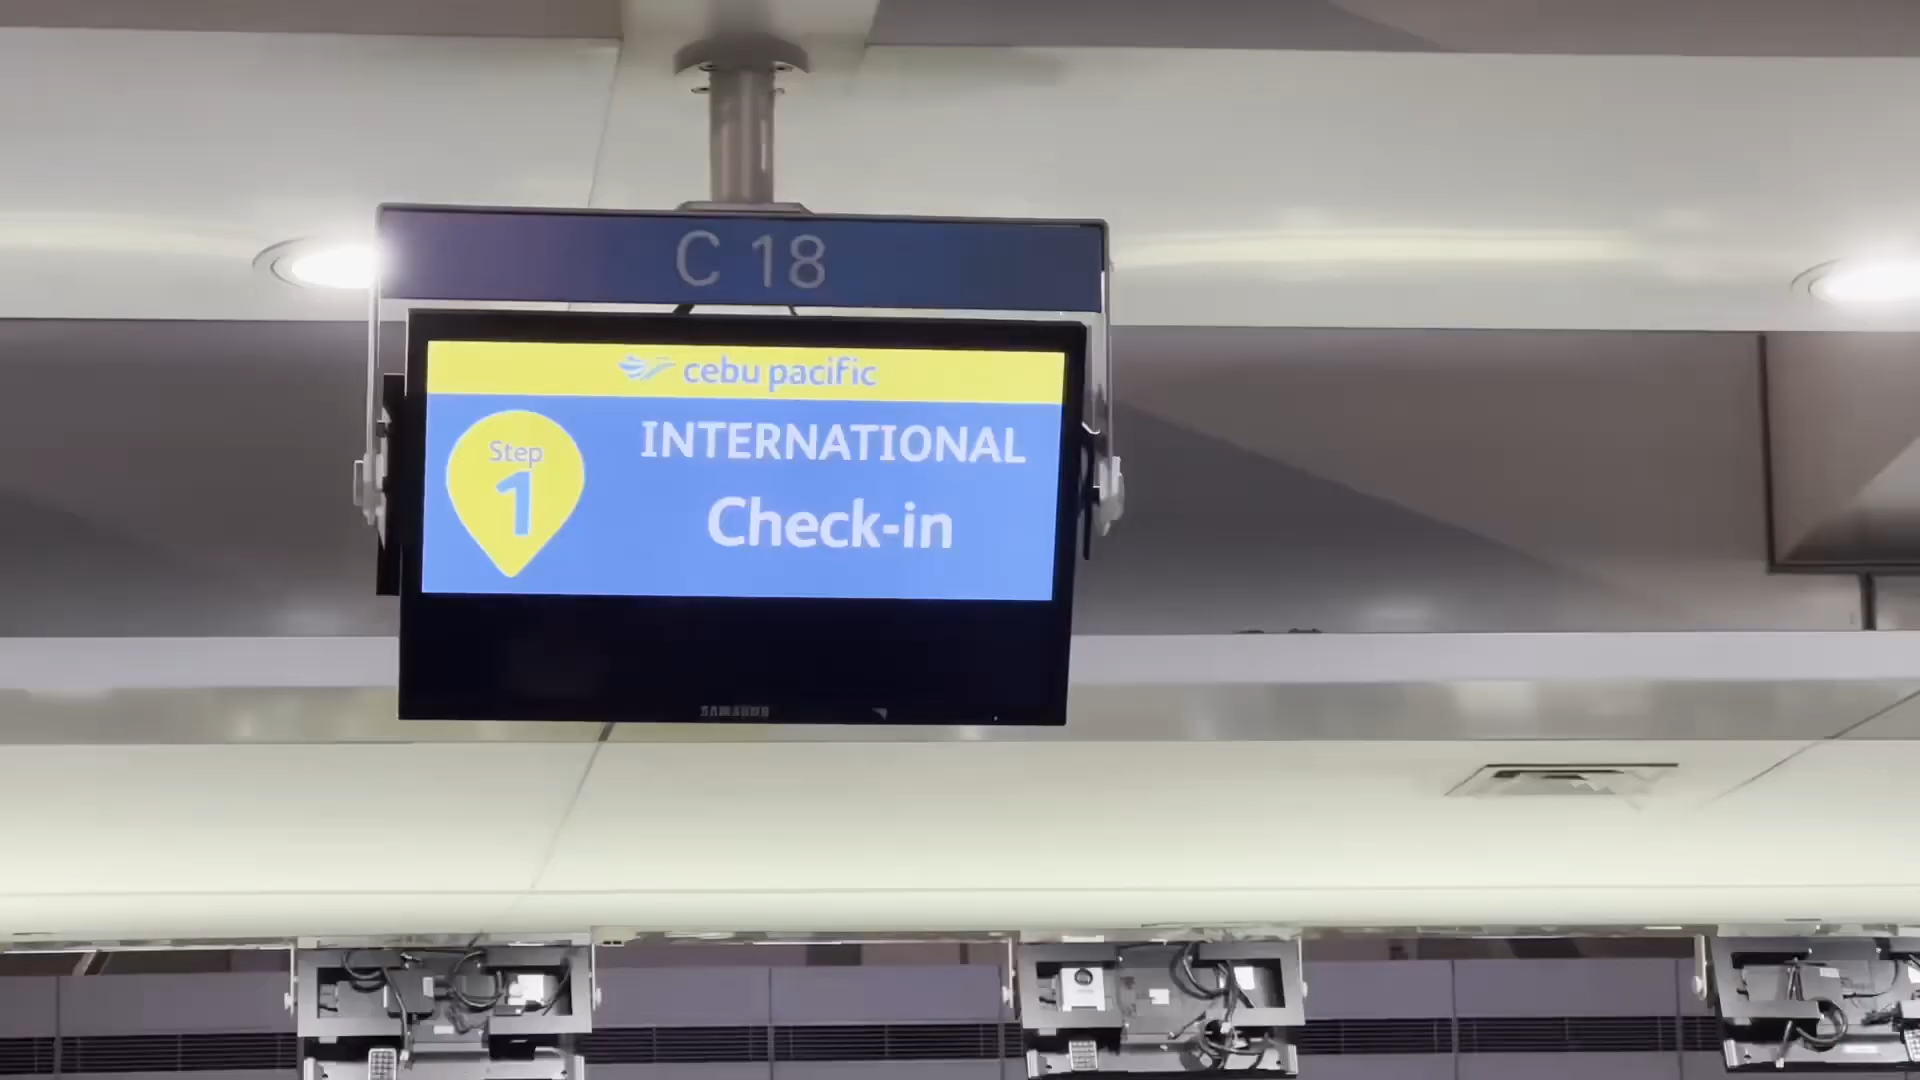 C 18
cebu pacific
Step
1
INTERNATIONAL
Check-in
SAMSUNG